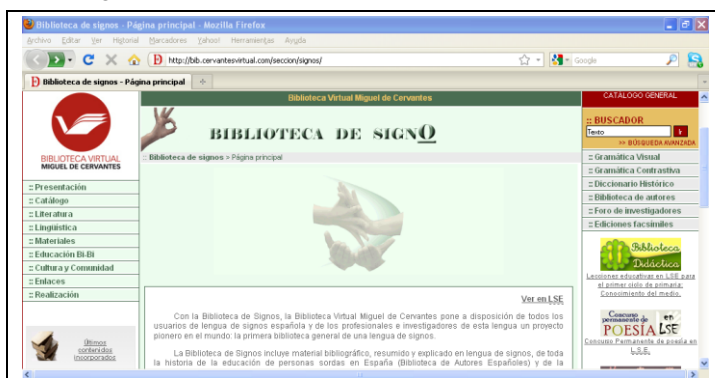 Biblioteca de signos - Página principal - Mozilla Firefox
Archivo Editar Ver Historial Marcadores Yahoo! Herramientas Ayuda
http://bib.cervantesvirtual.com/seccion/signos/
Google
Biblioteca de signos - Página principal
BIBLIOTECA VIRTUAL
MIGUEL DE CERVANTES
:: Presentación
:: Catálogo
:: Literatura
:: Lingüística
:: Materiales
:: Educación Bi-Bi
:: Cultura y Comunidad
:: Enlaces
:: Realización
Últimos
contenidos
incorporados
Biblioteca Virtual Miguel de Cervantes
BIBLIOTECA DE SIGNO
:: Biblioteca de signos > Página principal
Ver en LSE
Con la Biblioteca de Signos, la Biblioteca Virtual Miguel de Cervantes pone a disposición de todos los
usuarios de lengua de signos española y de los profesionales e investigadores de esta lengua un proyecto
pionero en el mundo: la primera biblioteca general de una lengua de signos.
La Biblioteca de Signos incluye material bibliográfico, resumido y explicado en lengua de signos, de toda
la historia de la educación de personas sordas en España (Biblioteca de Autores Españoles) y de la
CATÁLOGO GENERAL
:: BUSCADOR
Texto
Ir
>> BÚSQUEDA AVANZADA
:: Gramática Visual
:: Gramática Contrastiva
:: Diccionario Histórico
:: Biblioteca de autores
:: Foro de investigadores
:: Ediciones facsímiles
Biblioteca
Didáctica
Lecciones educativas en LSE para
el primer ciclo de primaria:
Conocimiento del medio.
Concurso
permanente de en
POESÍA LSE
Concurso Permanente de poesía en
L.S.E.